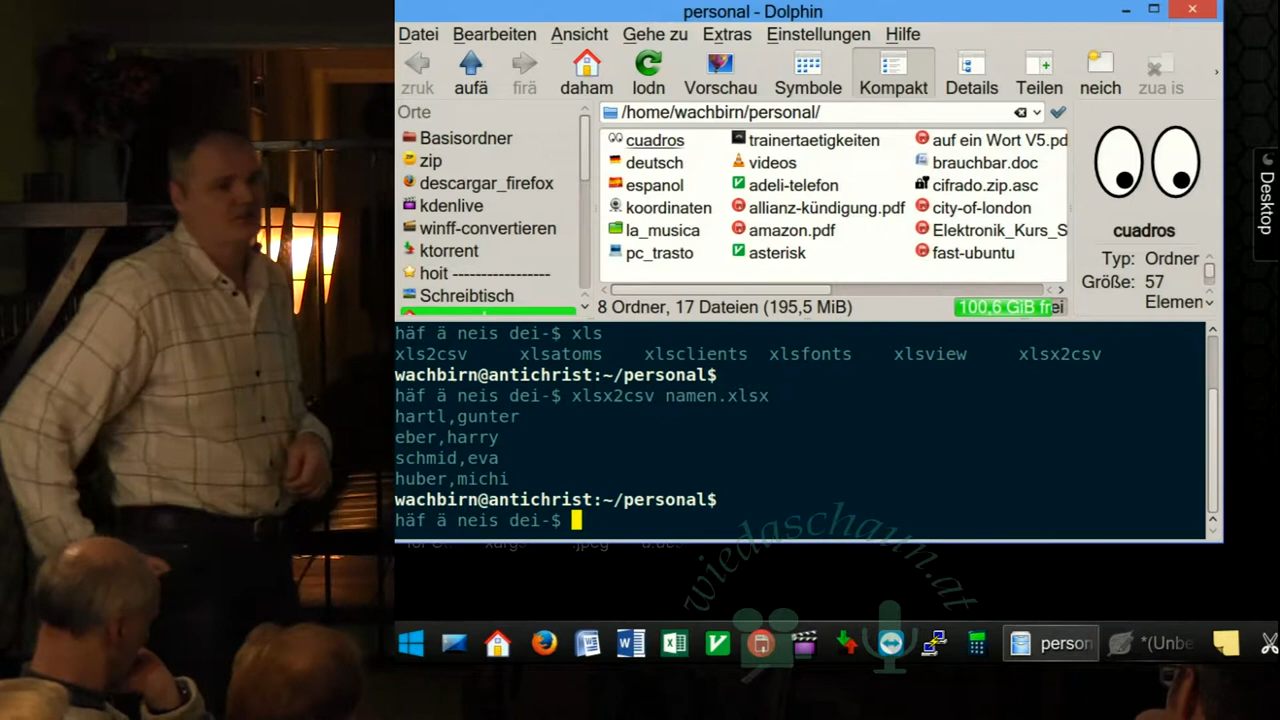 personal - Dolphin
Datei Bearbeiten Ansicht Gehe zu Extras Einstellungen Hilfe
zruk aufä firä daham lodn Vorschau Symbole Kompakt Details Teilen neich zua is
Orte
/home/wachbirn/personal/
Basisordner
zip
descargar_firefox
kdenlive
winff-convertieren
ktorrent
hoit -----------------
Schreibtisch
cuadros trainertaetigkeiten auf ein Wort V5.pd
deutsch videos brauchbar.doc
espanol adeli-telefon cifrado.zip.asc
koordinaten allianz-kündigung.pdf city-of-london
la_musica amazon.pdf Elektronik_Kurs_S
pc_trasto asterisk fast-ubuntu
8 Ordner, 17 Dateien (195,5 MiB) 100,6 GiB frei
cuadros
Typ: Ordner
Größe: 57
Elemen
Desktop
häf ä neis dei-$ xls
xls2csv xlsatoms xlsclients xlsfonts xlsview xlsx2csv
wachbirn@antichrist:~/personal$
häf ä neis dei-$ xlsx2csv namen.xlsx
hartl,gunter
eber,harry
schmid,eva
huber,michi
wachbirn@antichrist:~/personal$
häf ä neis dei-$
wiedaschaun.at
person *(Unbe